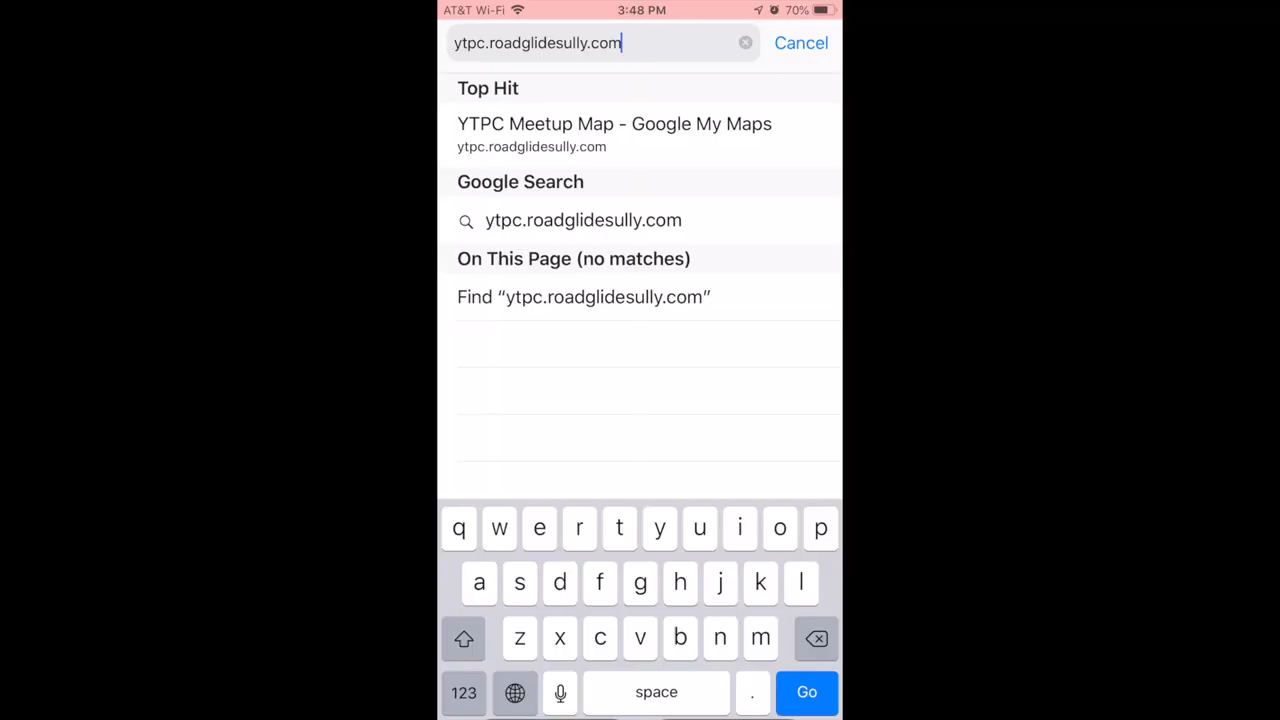 AT&T Wi-Fi 3:48 PM 70%
ytpc.roadglidesully.com Cancel
Top Hit
YTPC Meetup Map - Google My Maps
ytpc.roadglidesully.com
Google Search
ytpc.roadglidesully.com
On This Page (no matches)
Find “ytpc.roadglidesully.com”
q w e r t y u i o p
a s d f g h j k l
z x c v b n m
123 space . Go